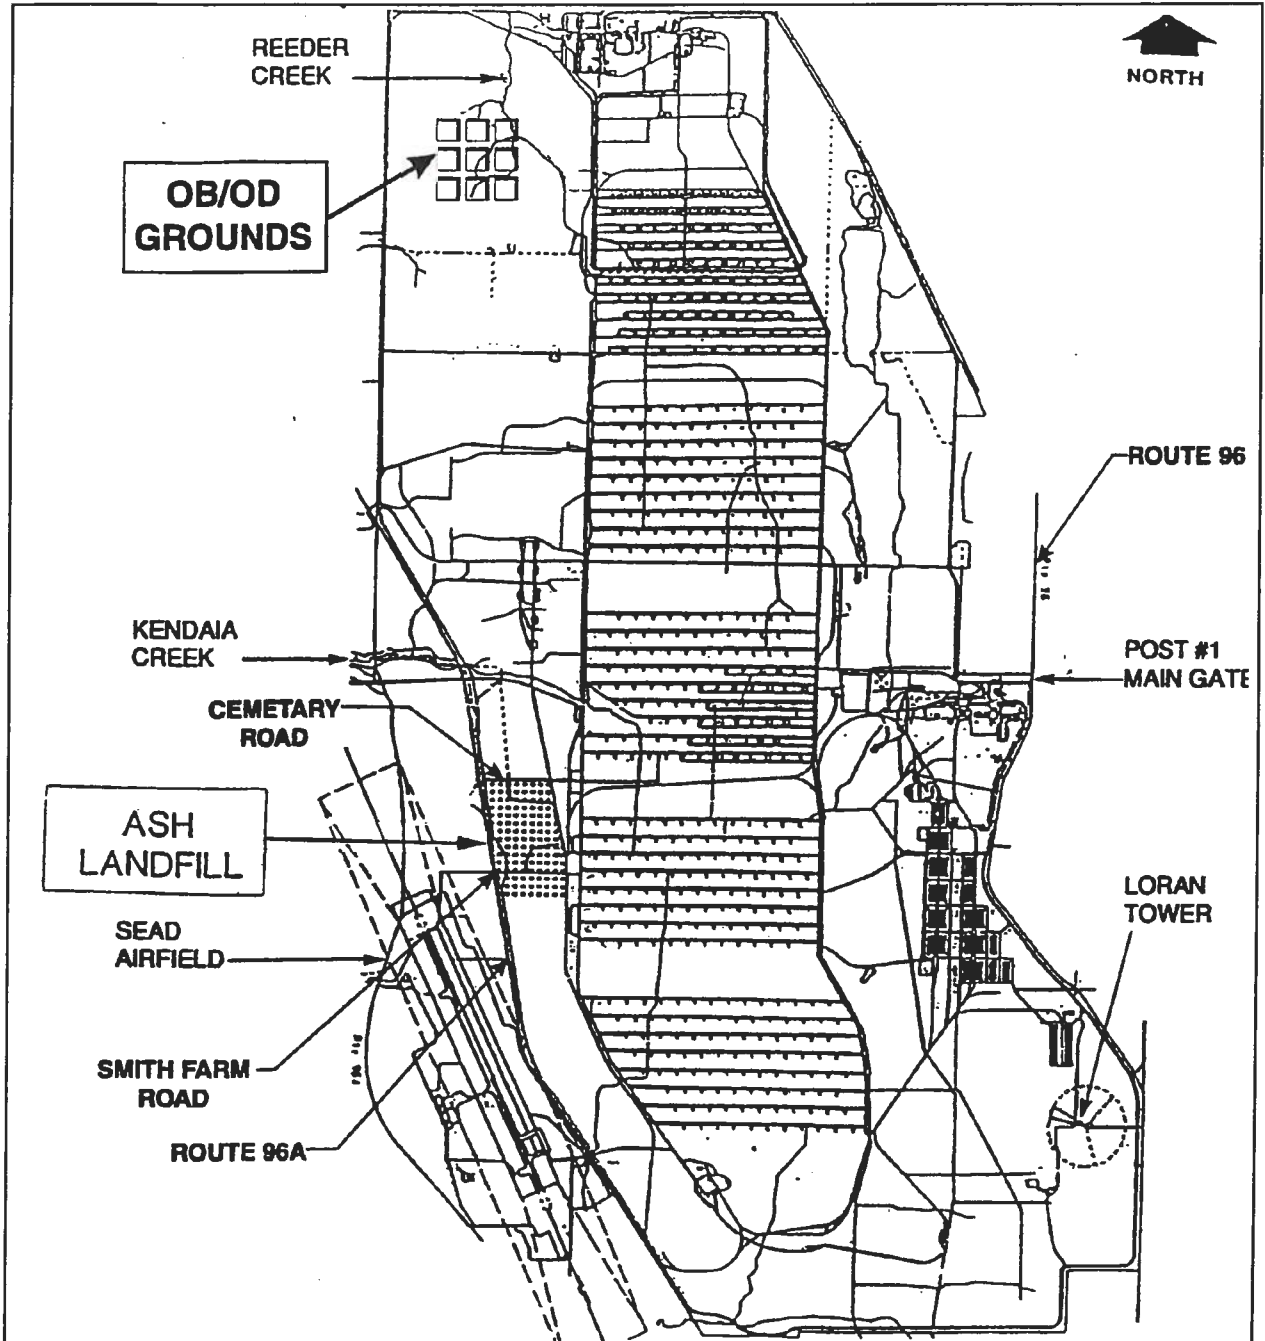 REEDER
CREEK
NORTH
OB/OD
GROUNDS
ROUTE 96
KENDAIA
CREEK
POST #1
MAIN GATE
CEMETARY
ROAD
ASH
LANDFILL
LORAN
TOWER
SEAD
AIRFIELD
SMITH FARM
ROAD
ROUTE 96A